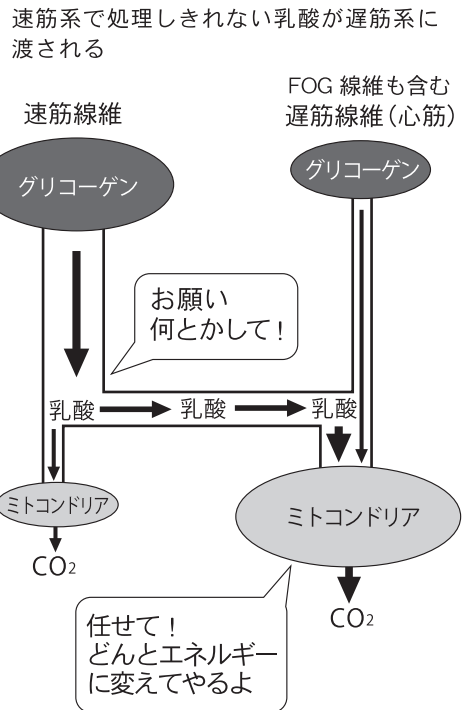 速筋系で処理しきれない乳酸が遅筋系に
渡される
速筋線維
FOG 線維も含む
遅筋線維(心筋)
グリコーゲン
グリコーゲン
お願い
何とかして!
乳酸
乳酸
乳酸
ミトコンドリア
ミトコンドリア
CO2
CO2
任せて!
どんとエネルギー
に変えてやるよ